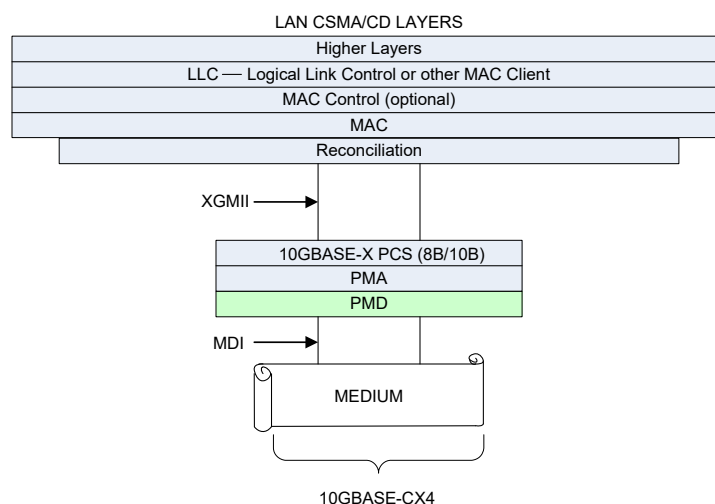 LAN CSMA/CD LAYERS
Higher Layers
LLC — Logical Link Control or other MAC Client
MAC Control (optional)
MAC
Reconciliation
XGMII
10GBASE-X PCS (8B/10B)
PMA
PMD
MDI
MEDIUM
10GBASE-CX4